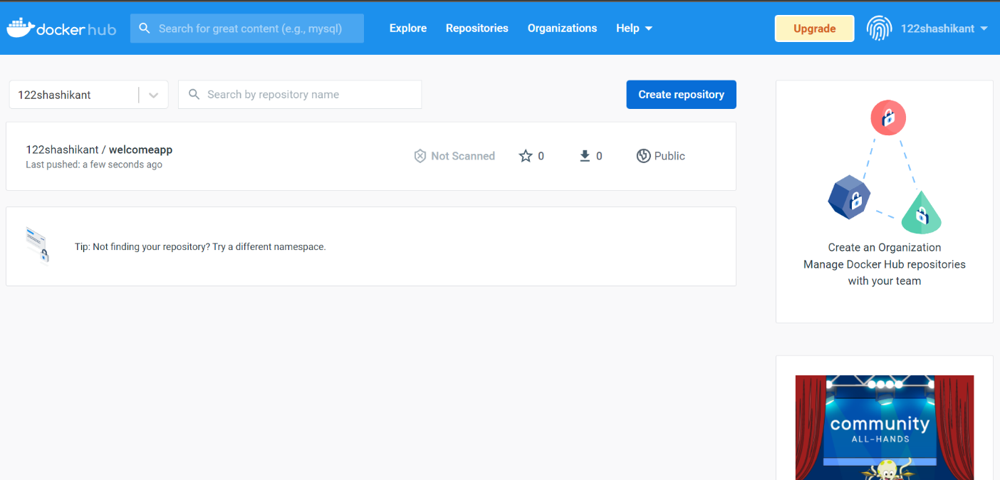 docker hub
Search for great content (e.g., mysql)
Explore
Repositories
Organizations
Help
Upgrade
122shashikant
122shashikant
Search by repository name
Create repository
122shashikant / welcomeapp
Last pushed: a few seconds ago
Not Scanned
0
0
Public
Tip: Not finding your repository? Try a different namespace.
Create an Organization
Manage Docker Hub repositories
with your team
community
ALL-HANDS